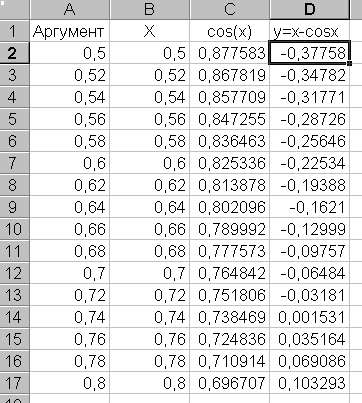 A B C D
1 Аргумент X cos(x) y=x-cosx
2 0,5 0,5 0,877583 -0,37758
3 0,52 0,52 0,867819 -0,34782
4 0,54 0,54 0,857709 -0,31771
5 0,56 0,56 0,847255 -0,28726
6 0,58 0,58 0,836463 -0,25646
7 0,6 0,6 0,825336 -0,22534
8 0,62 0,62 0,813878 -0,19388
9 0,64 0,64 0,802096 -0,1621
10 0,66 0,66 0,789992 -0,12999
11 0,68 0,68 0,777573 -0,09757
12 0,7 0,7 0,764842 -0,06484
13 0,72 0,72 0,751806 -0,03181
14 0,74 0,74 0,738469 0,001531
15 0,76 0,76 0,724836 0,035164
16 0,78 0,78 0,710914 0,069086
17 0,8 0,8 0,696707 0,103293